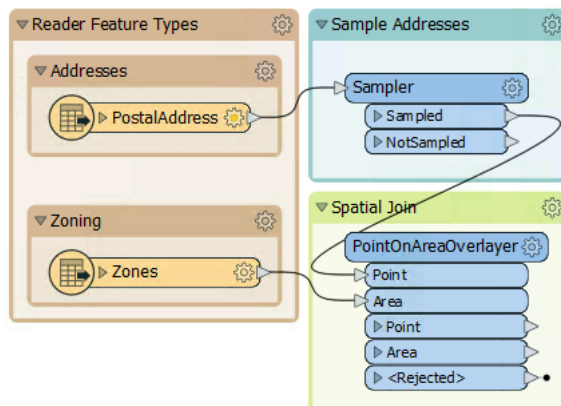 Reader Feature Types
Addresses
PostalAddress
Zoning
Zones
Sample Addresses
Sampler
Sampled
NotSampled
Spatial Join
PointOnAreaOverlayer
Point
Area
Point
Area
<Rejected>